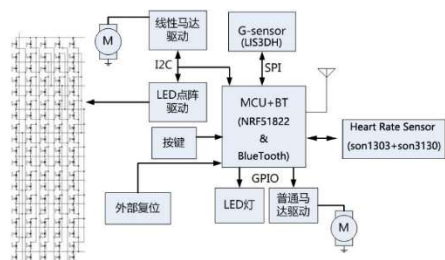 M
线性马达
驱动
G-sensor
(LIS3DH)
I2C
SPI
LED点阵
驱动
MCU+BT
(NRF51822
&
BlueTooth)
按键
Heart Rate Sensor
(son1303+son3130)
GPIO
外部复位
LED灯
普通马
达驱动
M